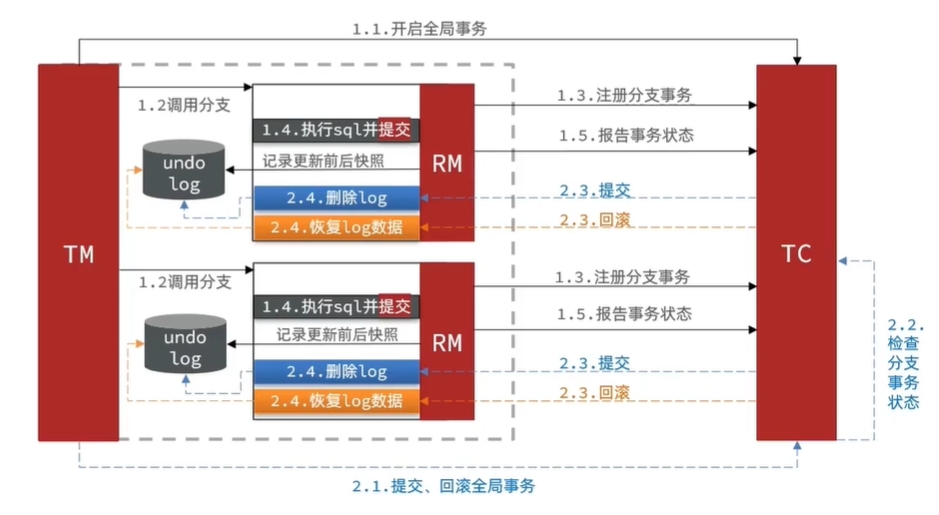 1.1.开启全局事务
TM
1.2调用分支
undo
log
1.4.执行sql并提交
记录更新前后快照
2.4.删除log
2.4.恢复log数据
RM
1.3.注册分支事务
1.5.报告事务状态
2.3.提交
2.3.回滚
1.2调用分支
undo
log
1.4.执行sql并提交
记录更新前后快照
2.4.删除log
2.4.恢复log数据
RM
1.3.注册分支事务
1.5.报告事务状态
2.3.提交
2.3.回滚
TC
2.2.
检查
分支
事务
状态
2.1.提交、回滚全局事务